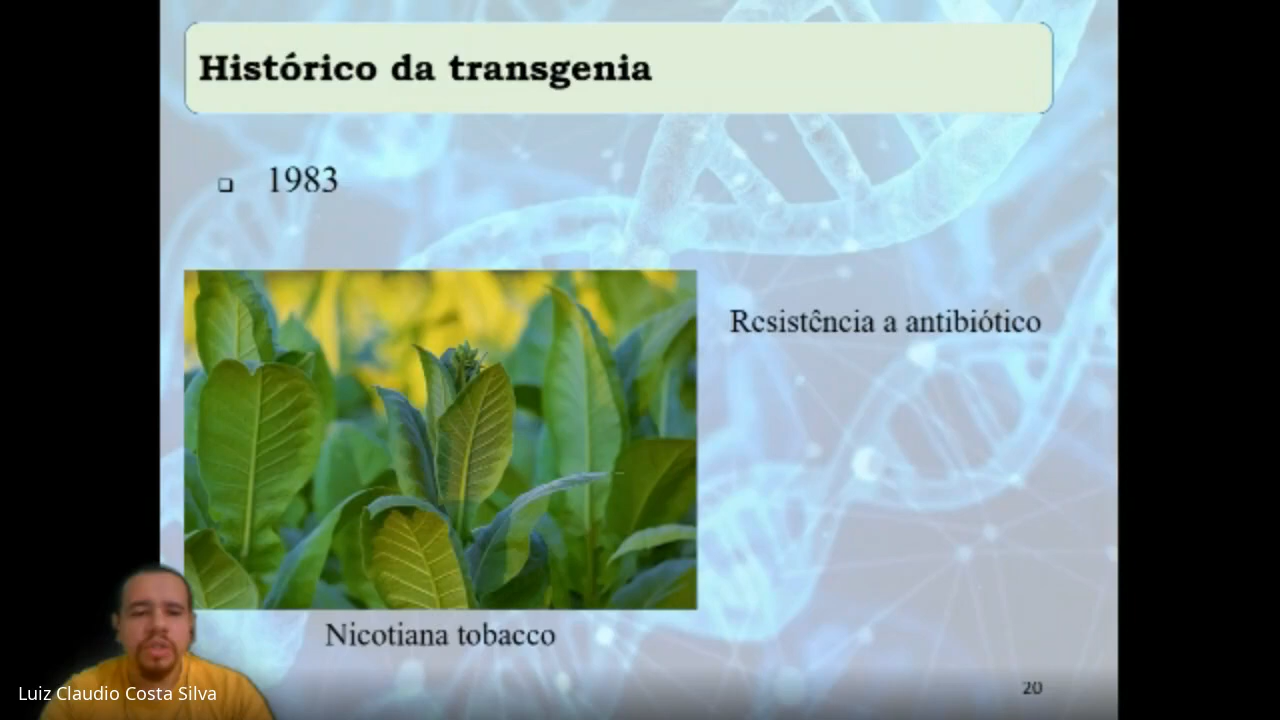 Histórico da transgenia
1983
Resistência a antibiótico
Nicotiana tobacco
Luiz Claudio Costa Silva
20